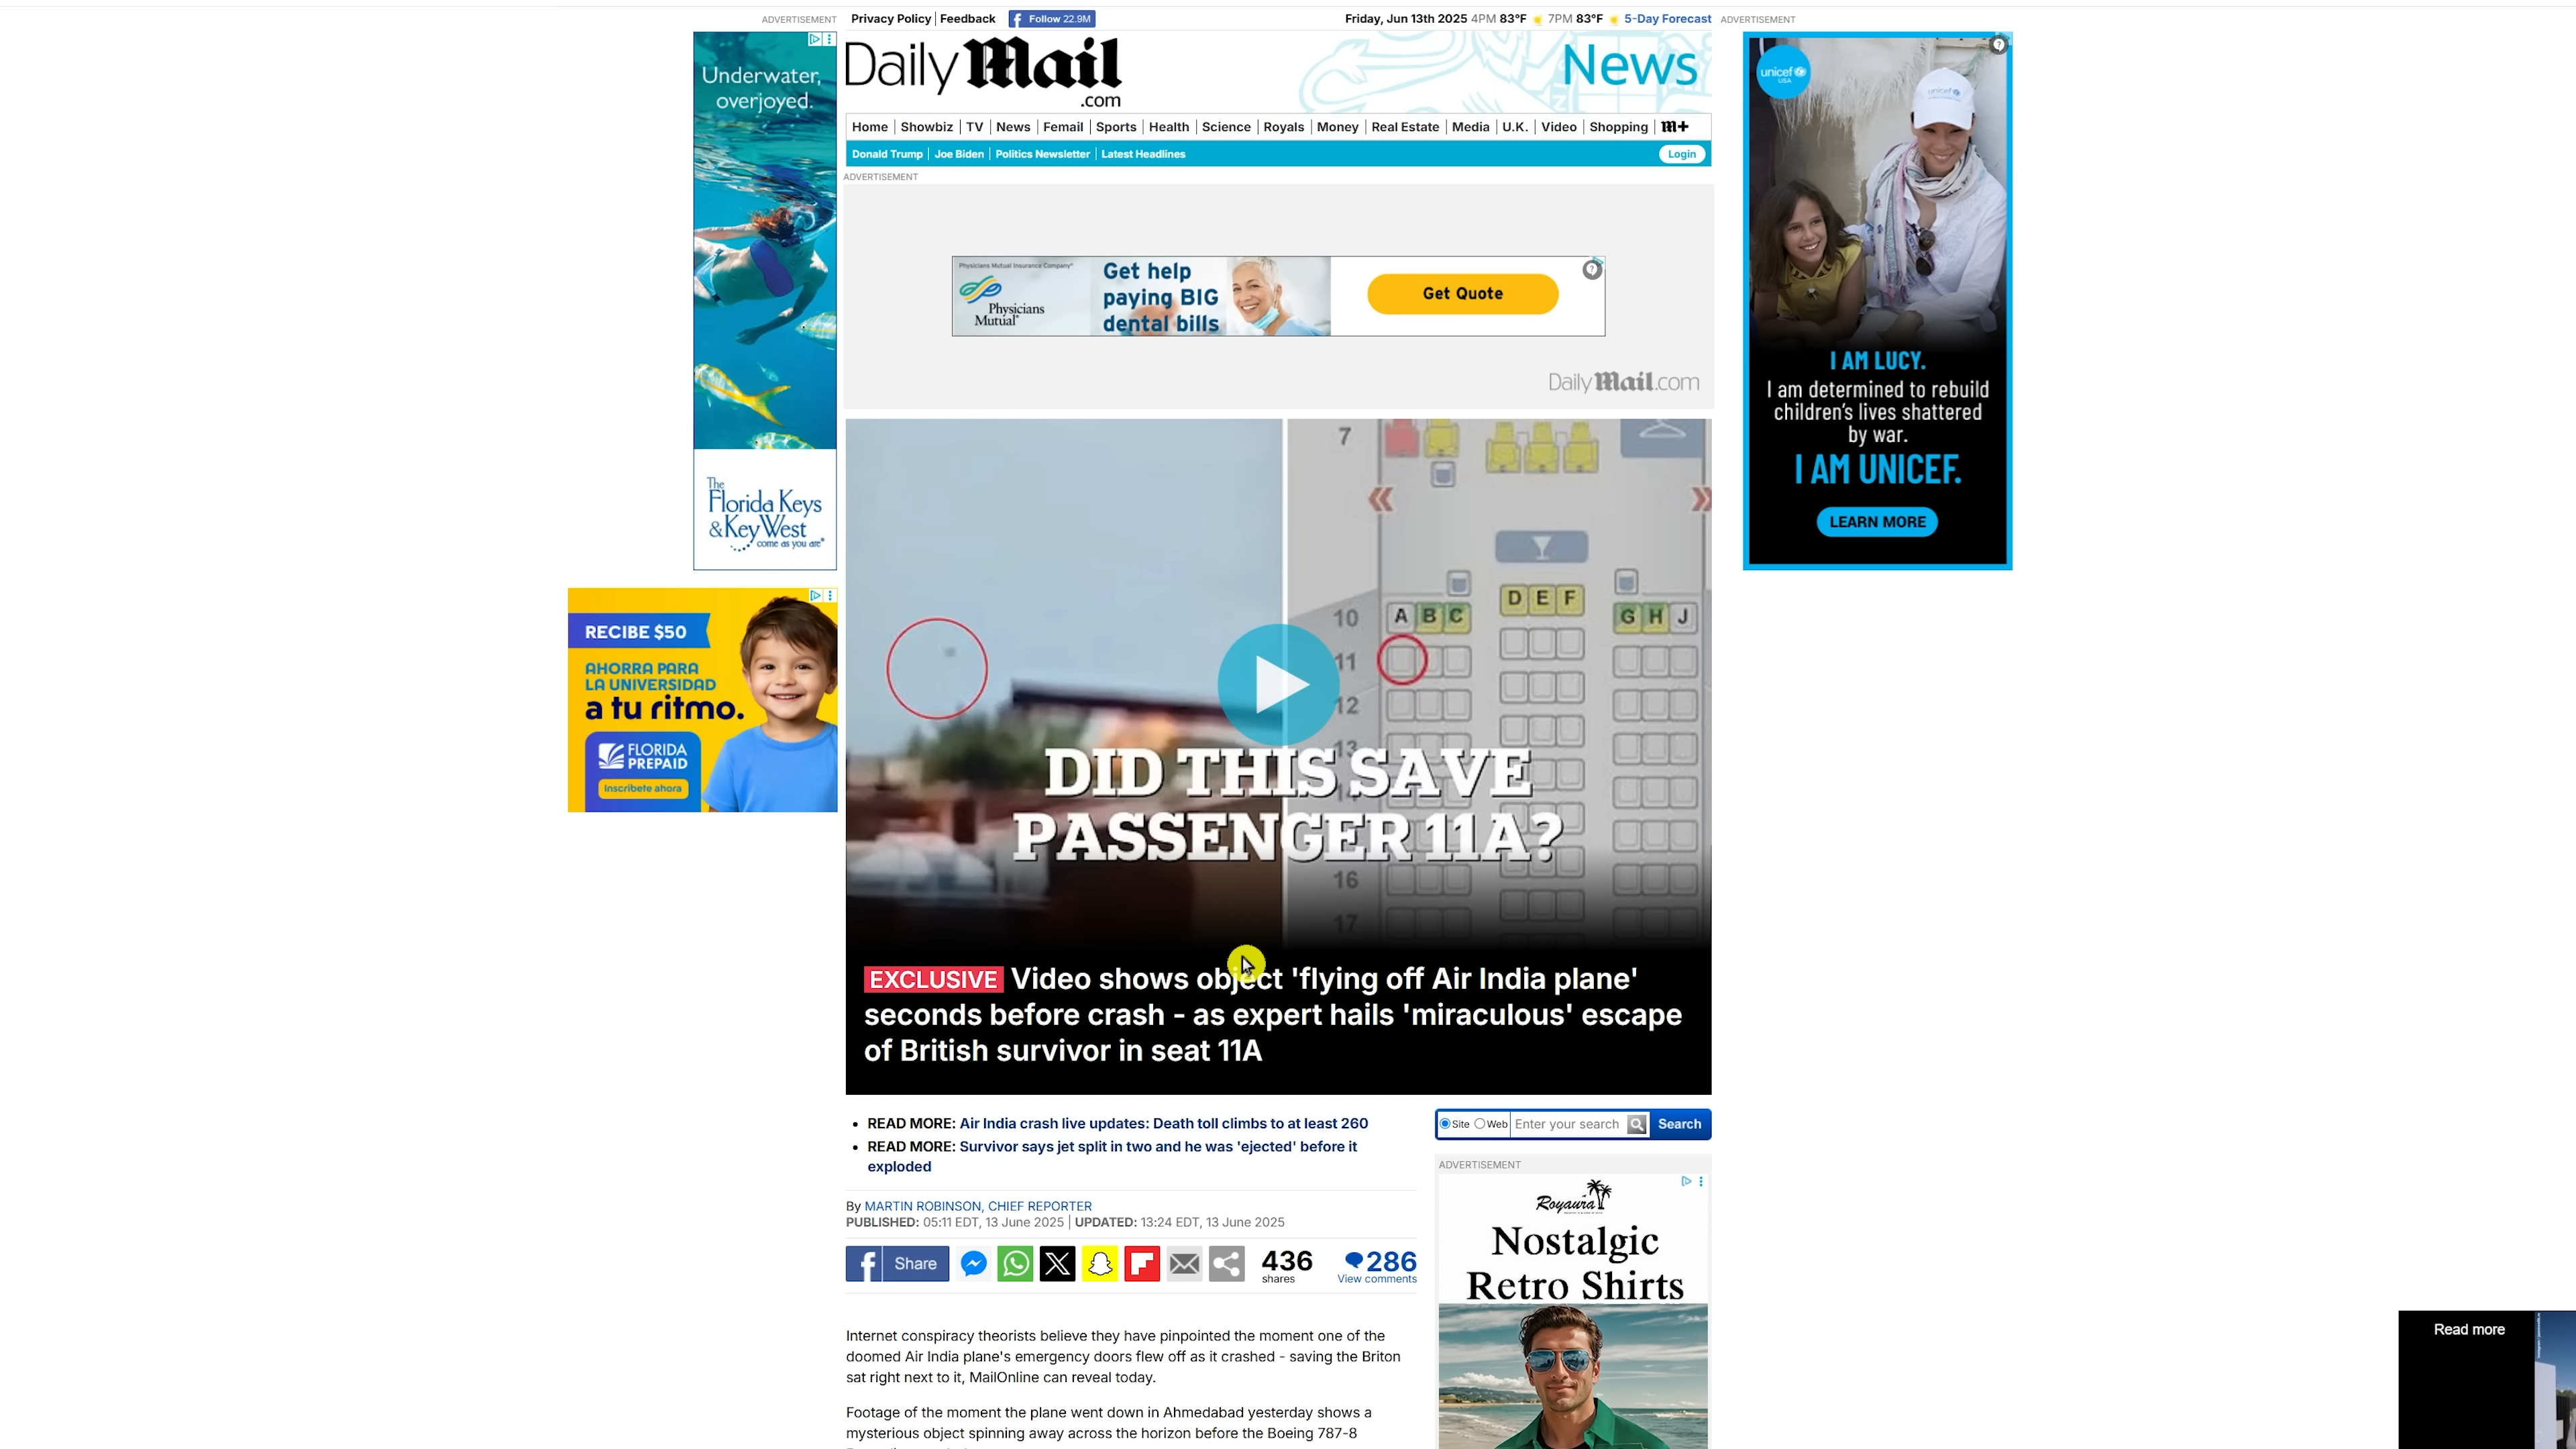 ADVERTISEMENT
Privacy Policy | Feedback
Follow 22.9M
Friday, Jun 13th 2025 4PM 83°F 7PM 83°F 5-Day Forecast
ADVERTISEMENT
Daily Mail
.com
News
Home | Showbiz | TV | News | Femail | Sports | Health | Science | Royals | Money | Real Estate | Media | U.K. | Video | Shopping | m+
Donald Trump | Joe Biden | Politics Newsletter | Latest Headlines
Login
ADVERTISEMENT
Underwater,
overjoyed.
The
Florida Keys
& Key West
come as you are®
RECIBE $50
AHORRA PARA
LA UNIVERSIDAD
a tu ritmo.
FLORIDA
PREPAID
Inscríbete ahora
Physicians Mutual Insurance Company®
Physicians
Mutual®
Get help
paying BIG
dental bills
Get Quote
Daily Mail.com
unicef
USA
unicef
I AM LUCY.
I am determined to rebuild
children's lives shattered
by war.
I AM UNICEF.
LEARN MORE
7
D E F
10 A B C G H J
11
12
13
DID THIS SAVE
PASSENGER 11A?
16
17
EXCLUSIVE Video shows object 'flying off Air India plane'
seconds before crash - as expert hails 'miraculous' escape
of British survivor in seat 11A
• READ MORE: Air India crash live updates: Death toll climbs to at least 260
• READ MORE: Survivor says jet split in two and he was 'ejected' before it
exploded
Site Web Enter your search Search
ADVERTISEMENT
By MARTIN ROBINSON, CHIEF REPORTER
PUBLISHED: 05:11 EDT, 13 June 2025 | UPDATED: 13:24 EDT, 13 June 2025
Share
436
shares
286
View comments
Royaura
Nostalgic
Retro Shirts
Internet conspiracy theorists believe they have pinpointed the moment one of the
doomed Air India plane's emergency doors flew off as it crashed - saving the Briton
sat right next to it, MailOnline can reveal today.
Footage of the moment the plane went down in Ahmedabad yesterday shows a
mysterious object spinning away across the horizon before the Boeing 787-8
Read more